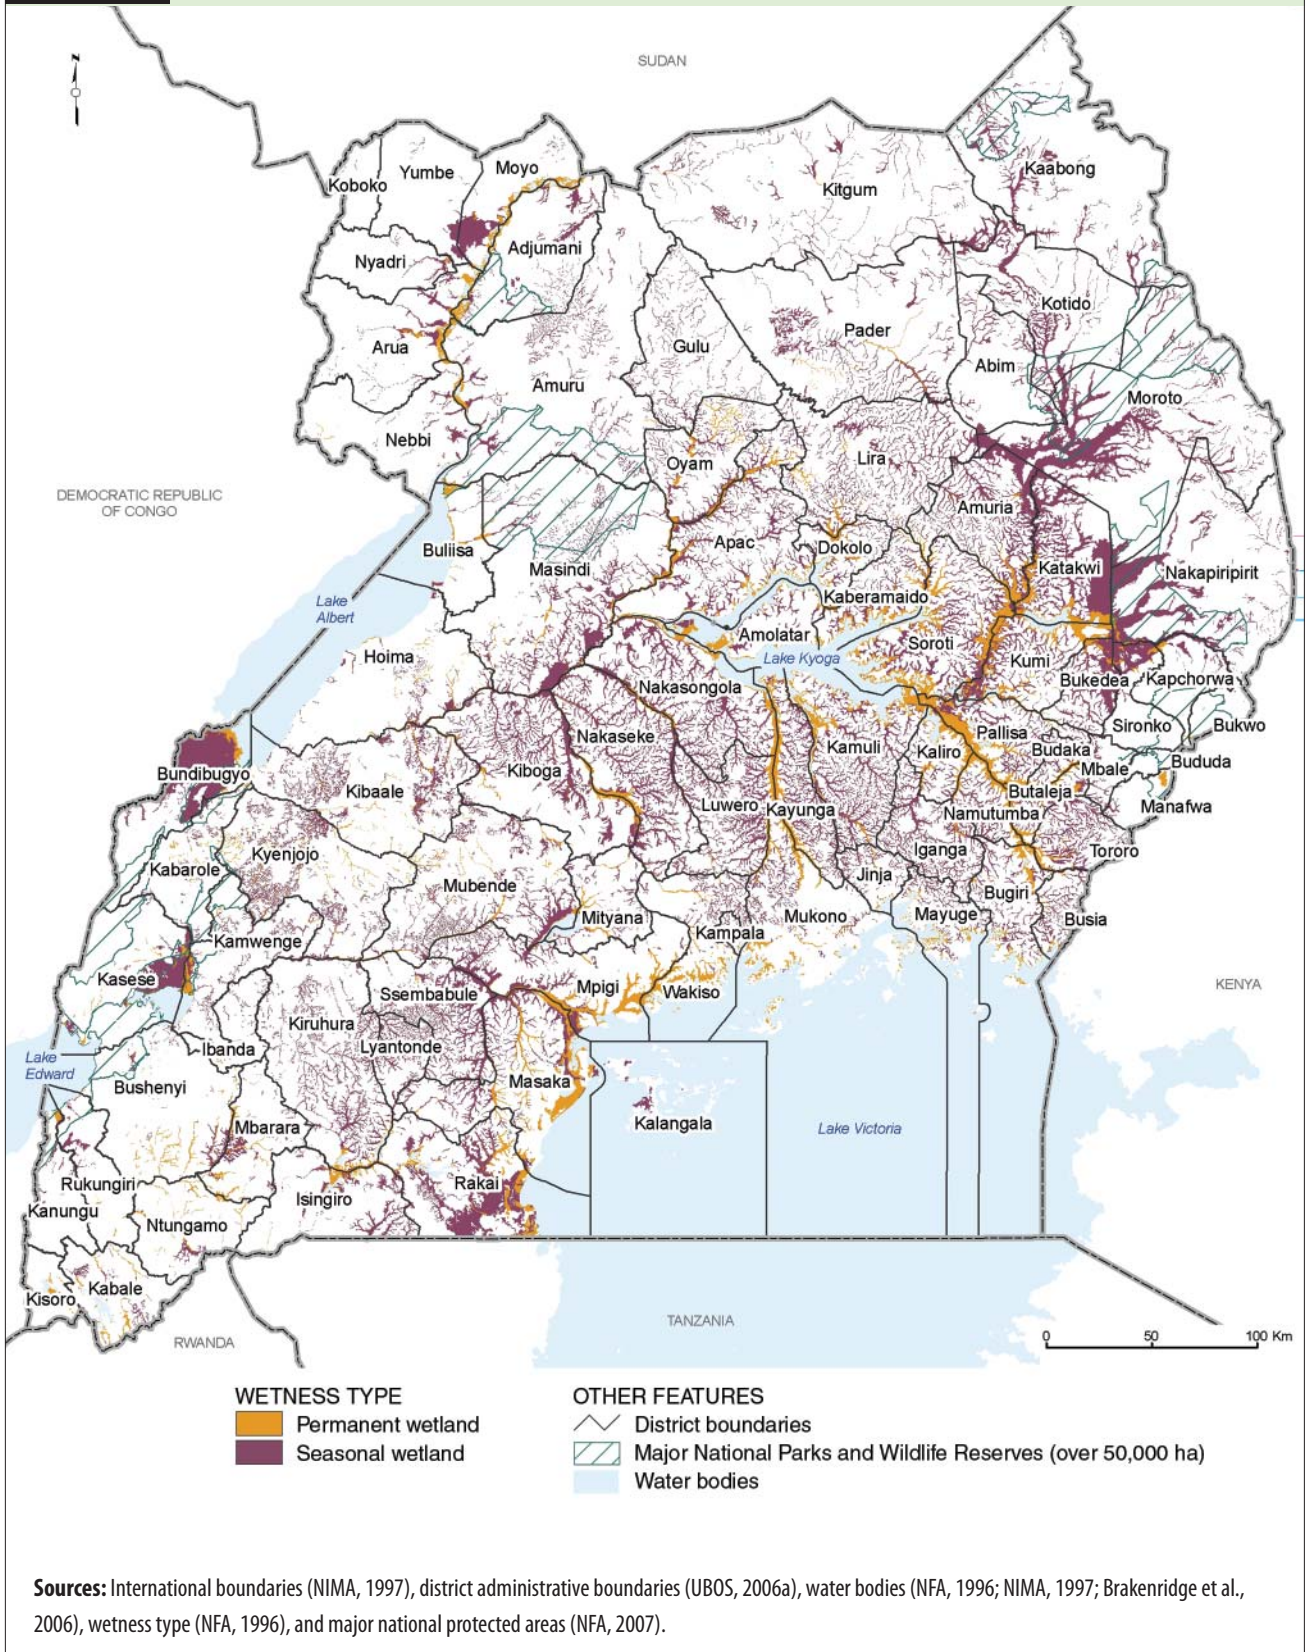 N
SUDAN
Koboko
Yumbe
Moyo
Kitgum
Kaabong
Nyadri
Adjumani
Kotido
Arua
Amuru
Gulu
Pader
Abim
Moroto
Nebbi
Oyam
Lira
DEMOCRATIC REPUBLIC
OF CONGO
Amuria
Buliisa
Masindi
Apac
Dokolo
Katakwi
Nakapiripirit
Lake
Albert
Kaberamaido
Hoima
Amolatar
Lake Kyoga
Soroti
Kumi
Nakasongola
Bukedea
Kapchorwa
Bundibugyo
Nakaseke
Kamuli
Kaliro
Pallisa
Sironko
Bukwo
Kiboga
Budaka
Mbale
Bududa
Kibaale
Luwero
Kayunga
Butaleja
Manafwa
Namutumba
Kyenjojo
Iganga
Tororo
Kabarole
Mubende
Jinja
Bugiri
Mityana
Mukono
Mayuge
Busia
Kamwenge
Kampala
Kasese
Ssembabule
Mpigi
Wakiso
KENYA
Kiruhura
Lyantonde
Ibanda
Lake
Edward
Bushenyi
Masaka
Kalangala
Lake Victoria
Mbarara
Rukungiri
Isingiro
Rakai
Kanungu
Ntungamo
Kabale
Kisoro
RWANDA
TANZANIA
0 50 100 Km
WETNESS TYPE
Permanent wetland
Seasonal wetland
OTHER FEATURES
District boundaries
Major National Parks and Wildlife Reserves (over 50,000 ha)
Water bodies
Sources: International boundaries (NIMA, 1997), district administrative boundaries (UBOS, 2006a), water bodies (NFA, 1996; NIMA, 1997; Brakenridge et al.,
2006), wetness type (NFA, 1996), and major national protected areas (NFA, 2007).